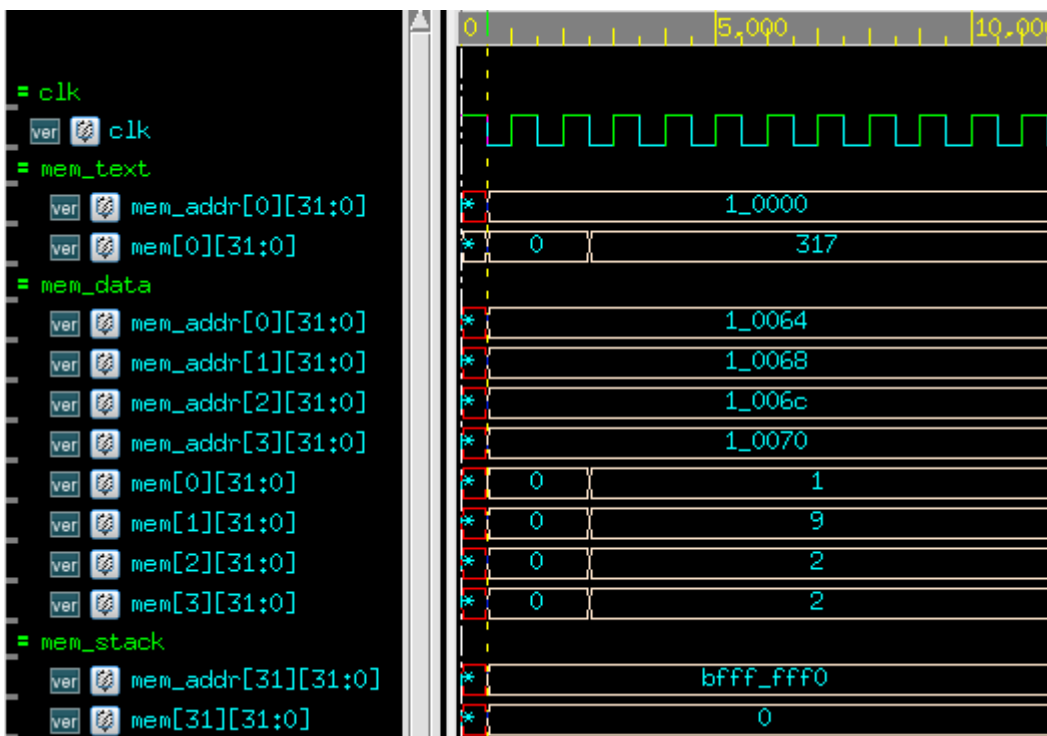 0 5,000 10,000
= clk
ver clk
= mem_text
ver mem_addr[0][31:0] * 1_0000
ver mem[0][31:0] * 0 317
= mem_data
ver mem_addr[0][31:0] * 1_0064
ver mem_addr[1][31:0] * 1_0068
ver mem_addr[2][31:0] * 1_006c
ver mem_addr[3][31:0] * 1_0070
ver mem[0][31:0] * 0 1
ver mem[1][31:0] * 0 9
ver mem[2][31:0] * 0 2
ver mem[3][31:0] * 0 2
= mem_stack
ver mem_addr[31][31:0] * bfff_fff0
ver mem[31][31:0] * 0